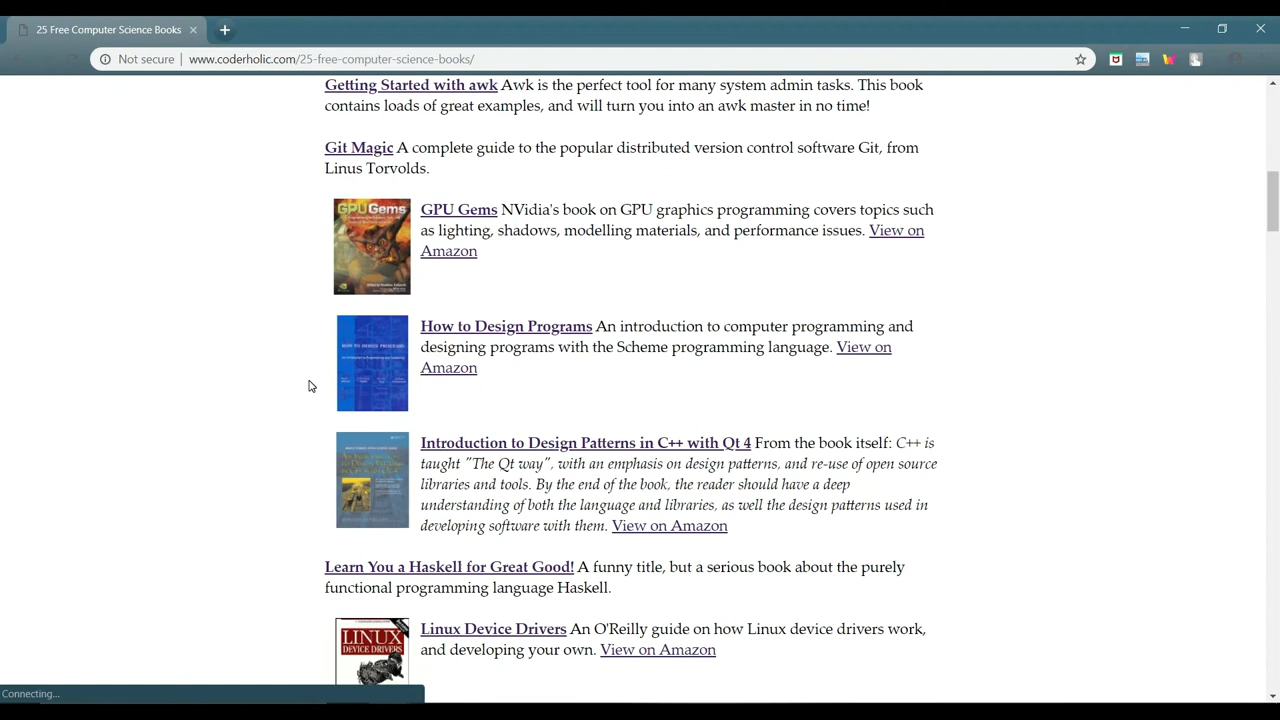 25 Free Computer Science Books
Not secure | www.coderholic.com/25-free-computer-science-books/
Getting Started with awk Awk is the perfect tool for many system admin tasks. This book
contains loads of great examples, and will turn you into an awk master in no time!
Git Magic A complete guide to the popular distributed version control software Git, from
Linus Torvolds.
GPU Gems
GPU Gems NVidia's book on GPU graphics programming covers topics such
as lighting, shadows, modelling materials, and performance issues. View on
Amazon
HOW TO DESIGN PROGRAMS
How to Design Programs An introduction to computer programming and
designing programs with the Scheme programming language. View on
Amazon
Introduction to Design Patterns in C++ with Qt 4 From the book itself: C++ is
taught "The Qt way", with an emphasis on design patterns, and re-use of open source
libraries and tools. By the end of the book, the reader should have a deep
understanding of both the language and libraries, as well the design patterns used in
developing software with them. View on Amazon
Learn You a Haskell for Great Good! A funny title, but a serious book about the purely
functional programming language Haskell.
LINUX
DEVICE DRIVERS
Linux Device Drivers An O'Reilly guide on how Linux device drivers work,
and developing your own. View on Amazon
Connecting...